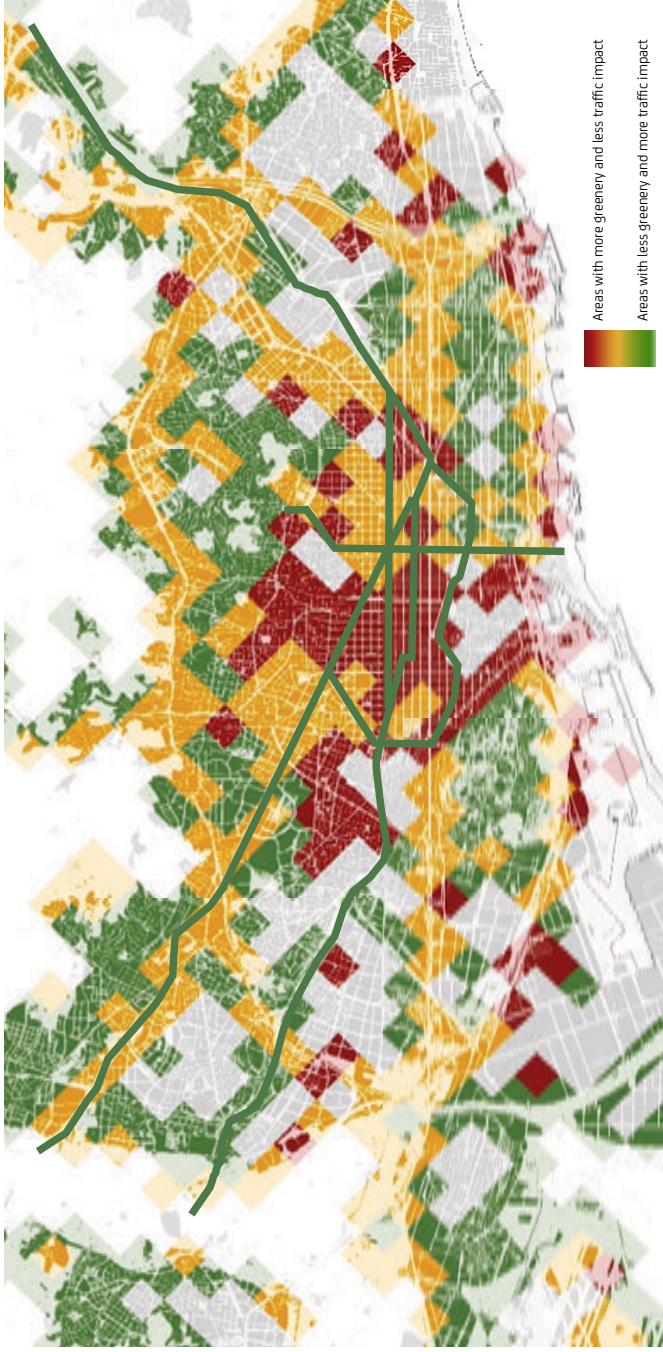 Areas with more greenery and less traffic impact
Areas with less greenery and more traffic impact